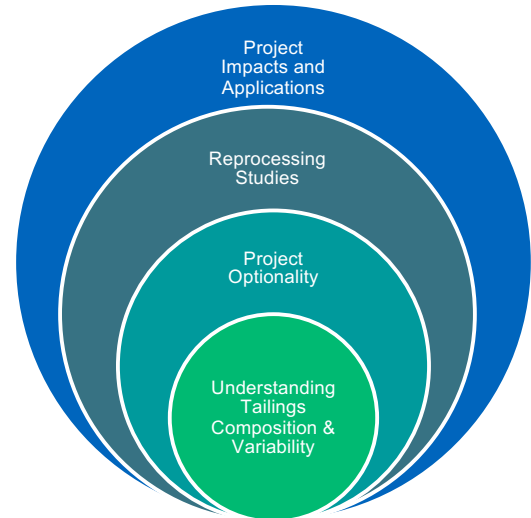 Project
Impacts and
Applications
Reprocessing
Studies
Project
Optionality
Understanding
Tailings
Composition &
Variability